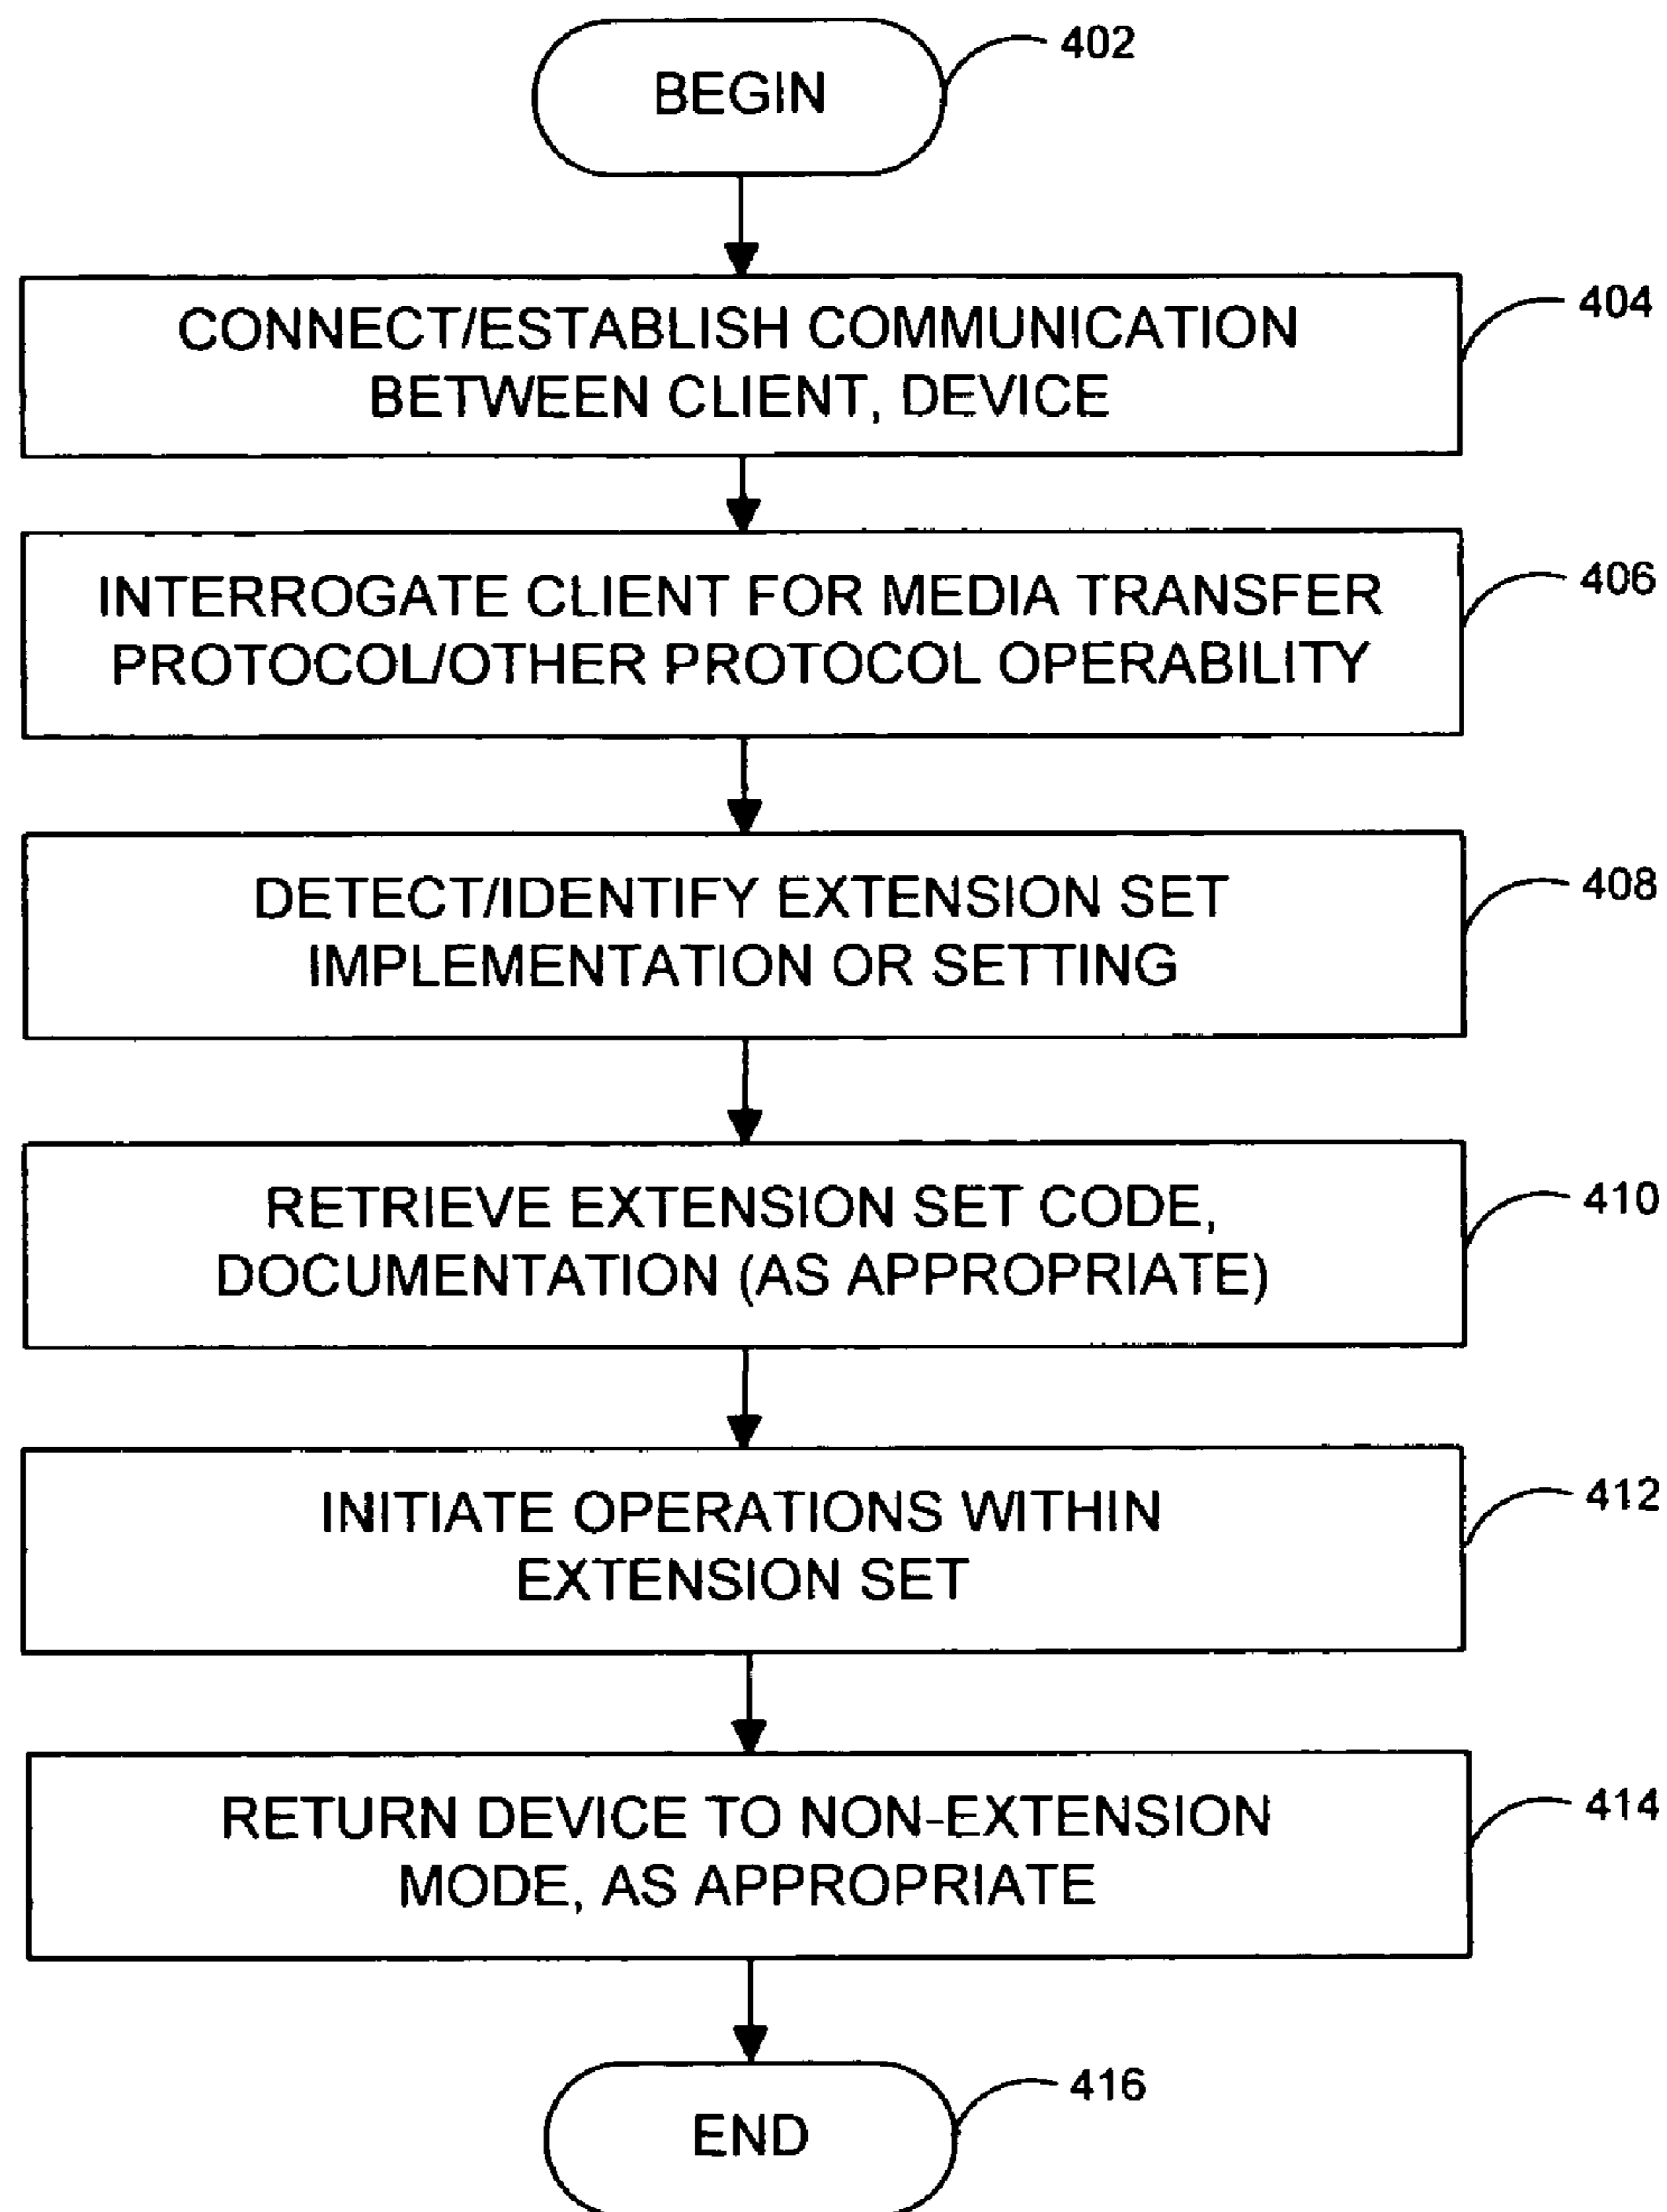 BEGIN
402
CONNECT/ESTABLISH COMMUNICATION
BETWEEN CLIENT, DEVICE
404
INTERROGATE CLIENT FOR MEDIA TRANSFER
PROTOCOL/OTHER PROTOCOL OPERABILITY
406
DETECT/IDENTIFY EXTENSION SET
IMPLEMENTATION OR SETTING
408
RETRIEVE EXTENSION SET CODE,
DOCUMENTATION (AS APPROPRIATE)
410
INITIATE OPERATIONS WITHIN
EXTENSION SET
412
RETURN DEVICE TO NON-EXTENSION
MODE, AS APPROPRIATE
414
END
416